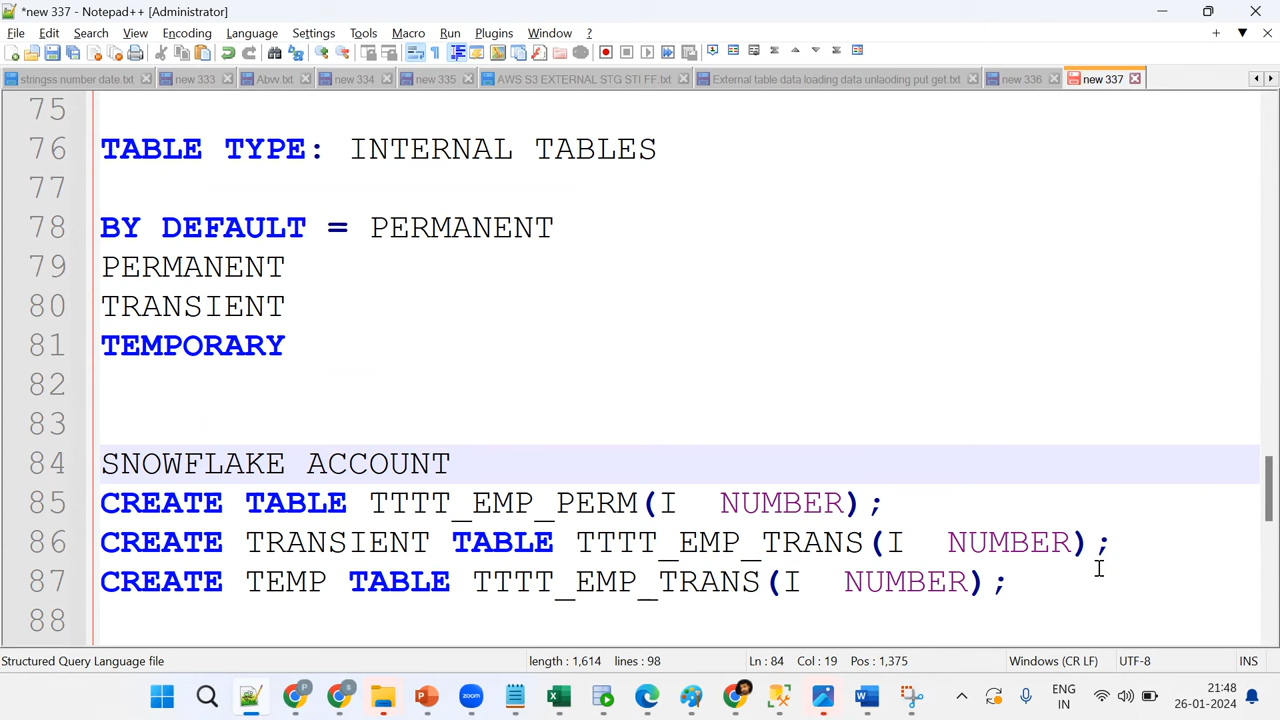 *new 337 - Notepad++ [Administrator]
File Edit Search View Encoding Language Settings Tools Macro Run Plugins Window ?
stringss number date.txt new 333 Abvv.txt new 334 new 335 AWS S3 EXTERNAL STG STI FF.txt External table data loading data unlaoding put get.txt new 336 new 337
75
76 TABLE TYPE: INTERNAL TABLES
77
78 BY DEFAULT = PERMANENT
79 PERMANENT
80 TRANSIENT
81 TEMPORARY
82
83
84 SNOWFLAKE ACCOUNT
85 CREATE TABLE TTTT_EMP_PERM(I NUMBER);
86 CREATE TRANSIENT TABLE TTTT_EMP_TRANS(I NUMBER);
87 CREATE TEMP TABLE TTTT_EMP_TRANS(I NUMBER);
88
Structured Query Language file length : 1,614 lines : 98 Ln : 84 Col : 19 Pos : 1,375 Windows (CR LF) UTF-8 INS
zoom ENG IN 21:48 26-01-2024